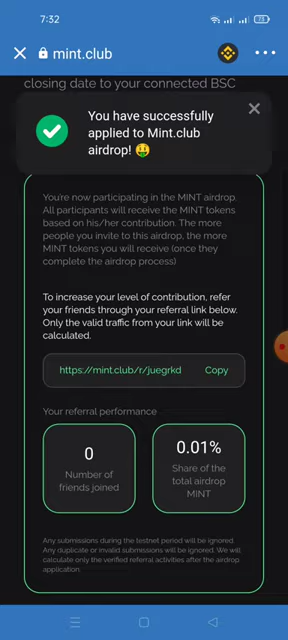 7:32
73
mint.club
closing date to your connected BSC
You have successfully
applied to Mint.club
airdrop! 🤑
You're now participating in the MINT airdrop.
All participants will receive the MINT tokens
based on his/her contribution. The more
people you invite to this airdrop, the more
MINT tokens you will receive (once they
complete the airdrop process)
To increase your level of contribution, refer
your friends through your referral link below.
Only the valid traffic from your link will be
calculated.
https://mint.club/r/juegrkd Copy
Your referral performance
0
Number of
friends joined
0.01%
Share of the
total airdrop
MINT
Any submissions during the testnet period will be ignored.
Any duplicate or invalid submissions will be ignored. We will
calculate only the verified referral activities after the airdrop
application.